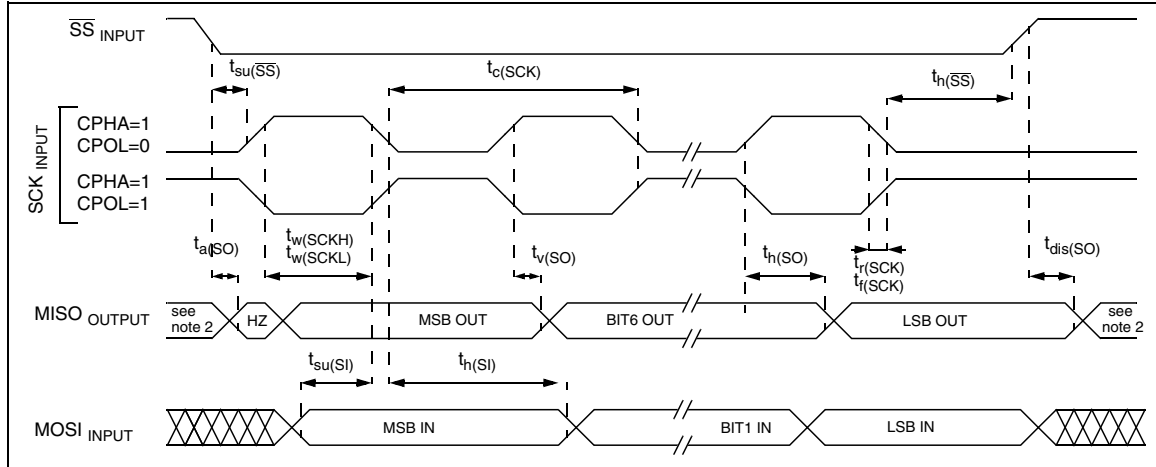 SS INPUT
tsu(SS)
tc(SCK)
th(SS)
SCK INPUT
CPHA=1
CPOL=0
CPHA=1
CPOL=1
ta(SO)
tw(SCKH)
tw(SCKL)
tv(SO)
th(SO)
tr(SCK)
tf(SCK)
tdis(SO)
MISO OUTPUT
see note 2
HZ
MSB OUT
BIT6 OUT
LSB OUT
see note 2
tsu(SI)
th(SI)
MOSI INPUT
MSB IN
BIT1 IN
LSB IN